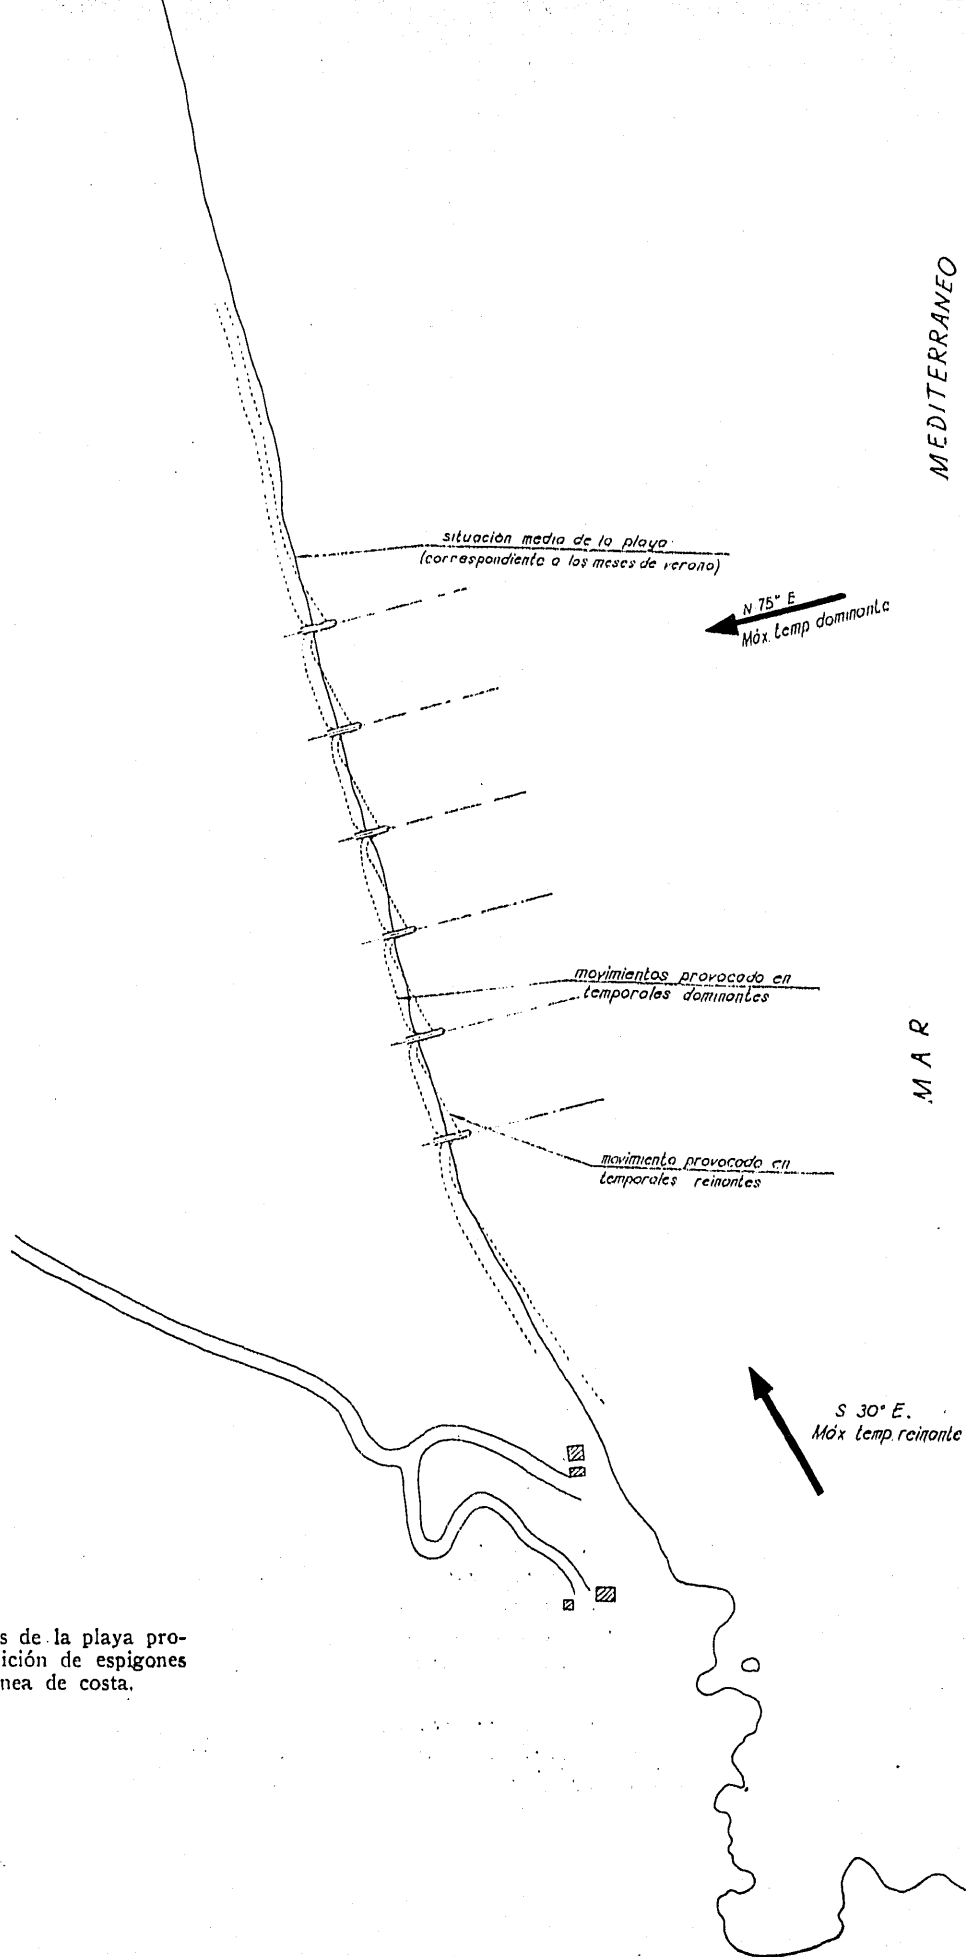 MEDITERRANEO
situación media de la playa
(correspondiente a los meses de verano)
N 75° E
Máx. temp dominante
movimientos provocado en
temporales dominantes
MAR
movimiento provocado en
temporales reinantes
S 30° E.
Máx temp. reinante
s de la playa pro-
ición de espigones
nea de costa.